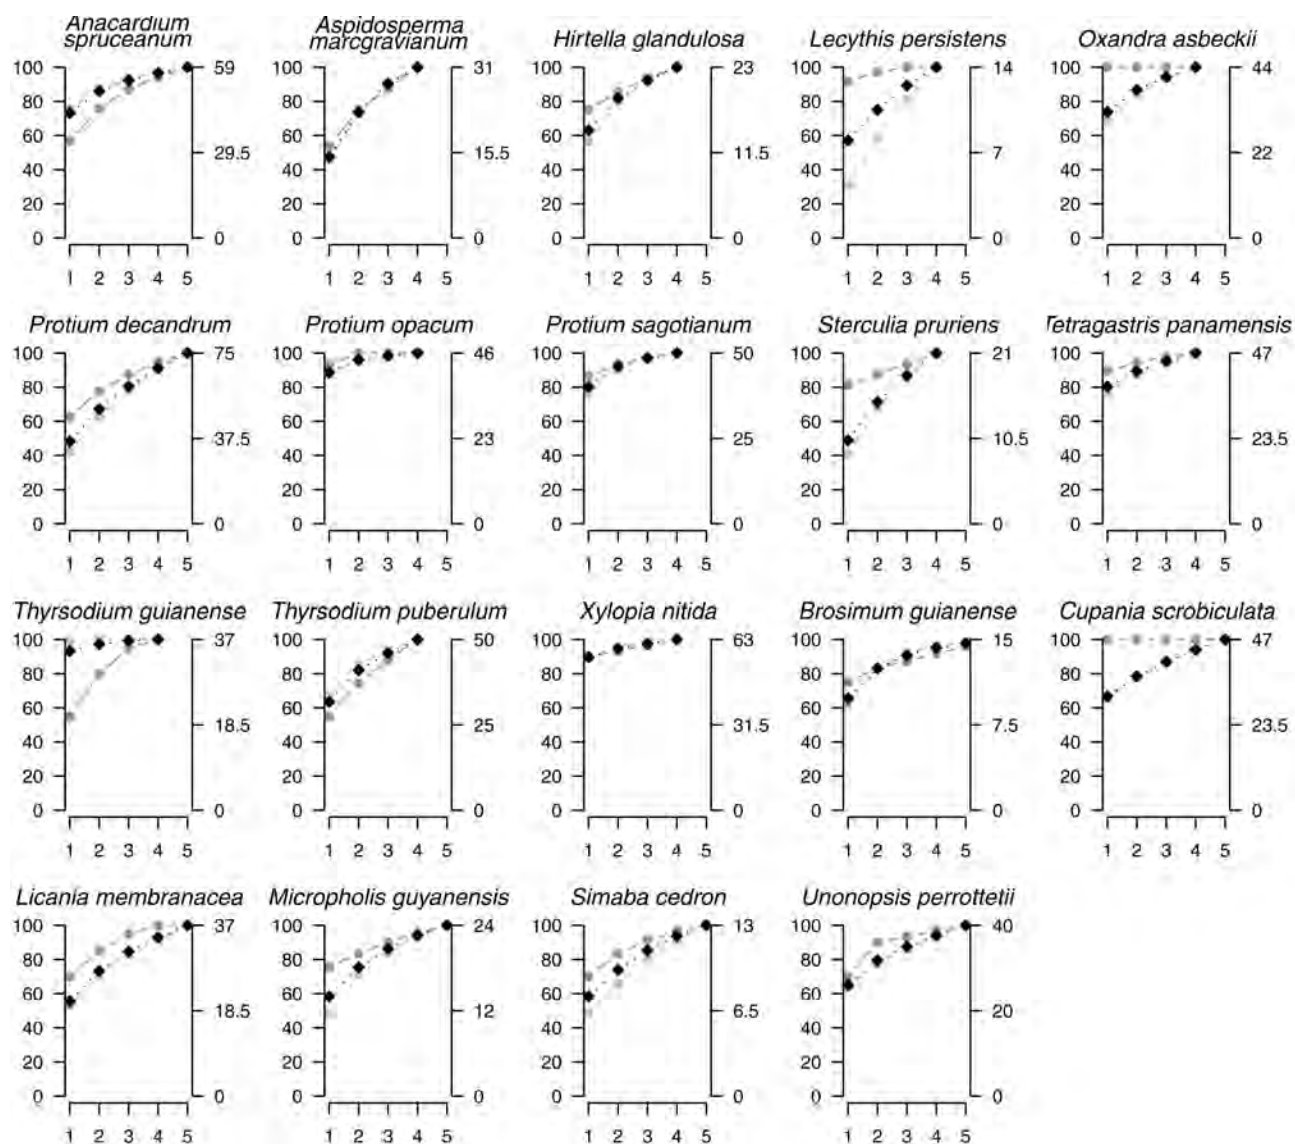 Anacardium spruceanum
Aspidosperma marcgravianum
Hirtella glandulosa
Lecythis persistens
Oxandra asbeckii
100 59 100 31 100 23 100 14 100 44
80 80 80 80 80
60 60 60 60 60
29.5 15.5 11.5 7 22
40 40 40 40 40
20 20 20 20 20
0 0 0 0 0 0 0 0 0 0
1 2 3 4 5 1 2 3 4 5 1 2 3 4 5 1 2 3 4 5 1 2 3 4 5
Protium decandrum Protium opacum Protium sagotianum Sterculia pruriens Tetragastris panamensis
100 75 100 46 100 50 100 21 100 47
80 80 80 80 80
60 60 60 60 60
37.5 23 25 10.5 23.5
40 40 40 40 40
20 20 20 20 20
0 0 0 0 0 0 0 0 0 0
1 2 3 4 5 1 2 3 4 5 1 2 3 4 5 1 2 3 4 5 1 2 3 4 5
Thyrsodium guianense Thyrsodium puberulum Xylopia nitida Brosimum guianense Cupania scrobiculata
100 37 100 50 100 63 100 15 100 47
80 80 80 80 80
60 60 60 60 60
18.5 25 31.5 7.5 23.5
40 40 40 40 40
20 20 20 20 20
0 0 0 0 0 0 0 0 0 0
1 2 3 4 5 1 2 3 4 5 1 2 3 4 5 1 2 3 4 5 1 2 3 4 5
Licania membranacea Micropholis guyanensis Simaba cedron Unonopsis perrottetii
100 37 100 24 100 13 100 40
80 80 80 80
60 60 60 60
18.5 12 6.5 20
40 40 40 40
20 20 20 20
0 0 0 0 0 0 0 0
1 2 3 4 5 1 2 3 4 5 1 2 3 4 5 1 2 3 4 5